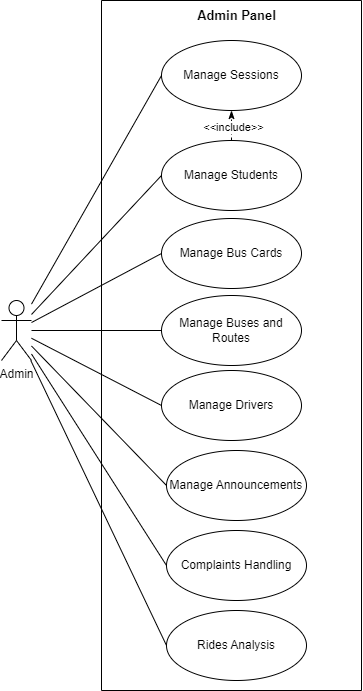 Admin Panel
Manage Sessions
<<include>>
Manage Students
Manage Bus Cards
Manage Buses and
Routes
Admin
Manage Drivers
Manage Announcements
Complaints Handling
Rides Analysis